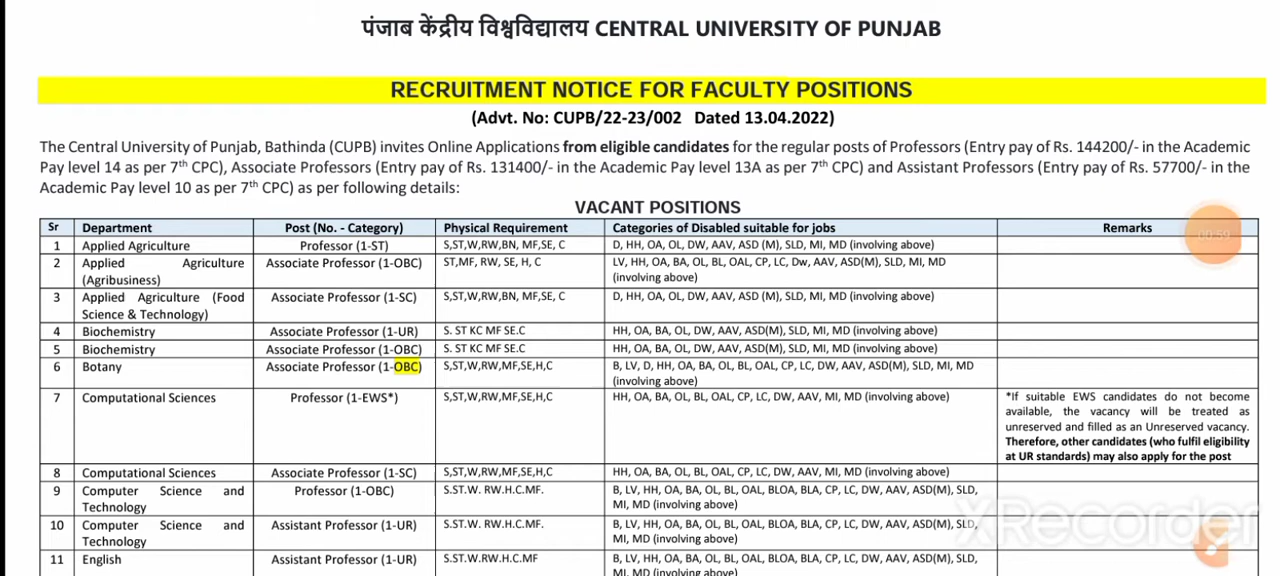 पंजाब केंद्रीय विश्वविद्यालय CENTRAL UNIVERSITY OF PUNJAB
RECRUITMENT NOTICE FOR FACULTY POSITIONS
(Advt. No: CUPB/22-23/002 Dated 13.04.2022)
The Central University of Punjab, Bathinda (CUPB) invites Online Applications from eligible candidates for the regular posts of Professors (Entry pay of Rs. 144200/- in the Academic
Pay level 14 as per 7th CPC), Associate Professors (Entry pay of Rs. 131400/- in the Academic Pay level 13A as per 7th CPC) and Assistant Professors (Entry pay of Rs. 57700/- in the
Academic Pay level 10 as per 7th CPC) as per following details:
VACANT POSITIONS
Sr Department Post (No. - Category) Physical Requirement Categories of Disabled suitable for jobs Remarks
1 Applied Agriculture Professor (1-ST) S,ST,W,RW,BN, MF,SE, C D, HH, OA, OL, DW, AAV, ASD (M), SLD, MI, MD (involving above)
2 Applied Agriculture Associate Professor (1-OBC) ST,MF, RW, SE, H, C LV, HH, OA, BA, OL, BL, OAL, CP, LC, Dw, AAV, ASD(M), SLD, MI, MD
(Agribusiness) (involving above)
3 Applied Agriculture (Food Associate Professor (1-SC) S,ST,W,RW,BN, MF,SE, C D, HH, OA, OL, DW, AAV, ASD (M), SLD, MI, MD (involving above)
Science & Technology)
4 Biochemistry Associate Professor (1-UR) S. ST KC MF SE.C HH, OA, BA, OL, DW, AAV, ASD(M), SLD, MI, MD (involving above)
5 Biochemistry Associate Professor (1-OBC) S. ST KC MF SE.C HH, OA, BA, OL, DW, AAV, ASD(M), SLD, MI, MD (involving above)
6 Botany Associate Professor (1-OBC) S,ST,W,RW,MF,SE,H,C B, LV, D, HH, OA, BA, OL, BL, OAL, CP, LC, DW, AAV, ASD(M), SLD, MI, MD
(involving above)
7 Computational Sciences Professor (1-EWS*) S,ST,W,RW,MF,SE,H,C HH, OA, BA, OL, BL, OAL, CP, LC, DW, AAV, MI, MD (involving above) *If suitable EWS candidates do not become
available, the vacancy will be treated as
unreserved and filled as an Unreserved vacancy.
Therefore, other candidates (who fulfil eligibility
at UR standards) may also apply for the post
8 Computational Sciences Associate Professor (1-SC) S,ST,W,RW,MF,SE,H,C HH, OA, BA, OL, BL, OAL, CP, LC, DW, AAV, MI, MD (involving above)
9 Computer Science and Professor (1-OBC) S.ST.W. RW.H.C.MF. B, LV, HH, OA, BA, OL, BL, OAL, BLOA, BLA, CP, LC, DW, AAV, ASD(M), SLD,
Technology MI, MD (involving above)
10 Computer Science and Assistant Professor (1-UR) S.ST.W. RW.H.C.MF. B, LV, HH, OA, BA, OL, BL, OAL, BLOA, BLA, CP, LC, DW, AAV, ASD(M), SLD,
Technology MI, MD (involving above)
11 English Assistant Professor (1-UR) S.ST.W.RW.H.C.MF B, LV, HH, OA, BA, OL, BL, OAL, BLOA, BLA, CP, LC, DW, AAV, ASD(M), SLD,
MI, MD (involving above)
00:59
XRecorder